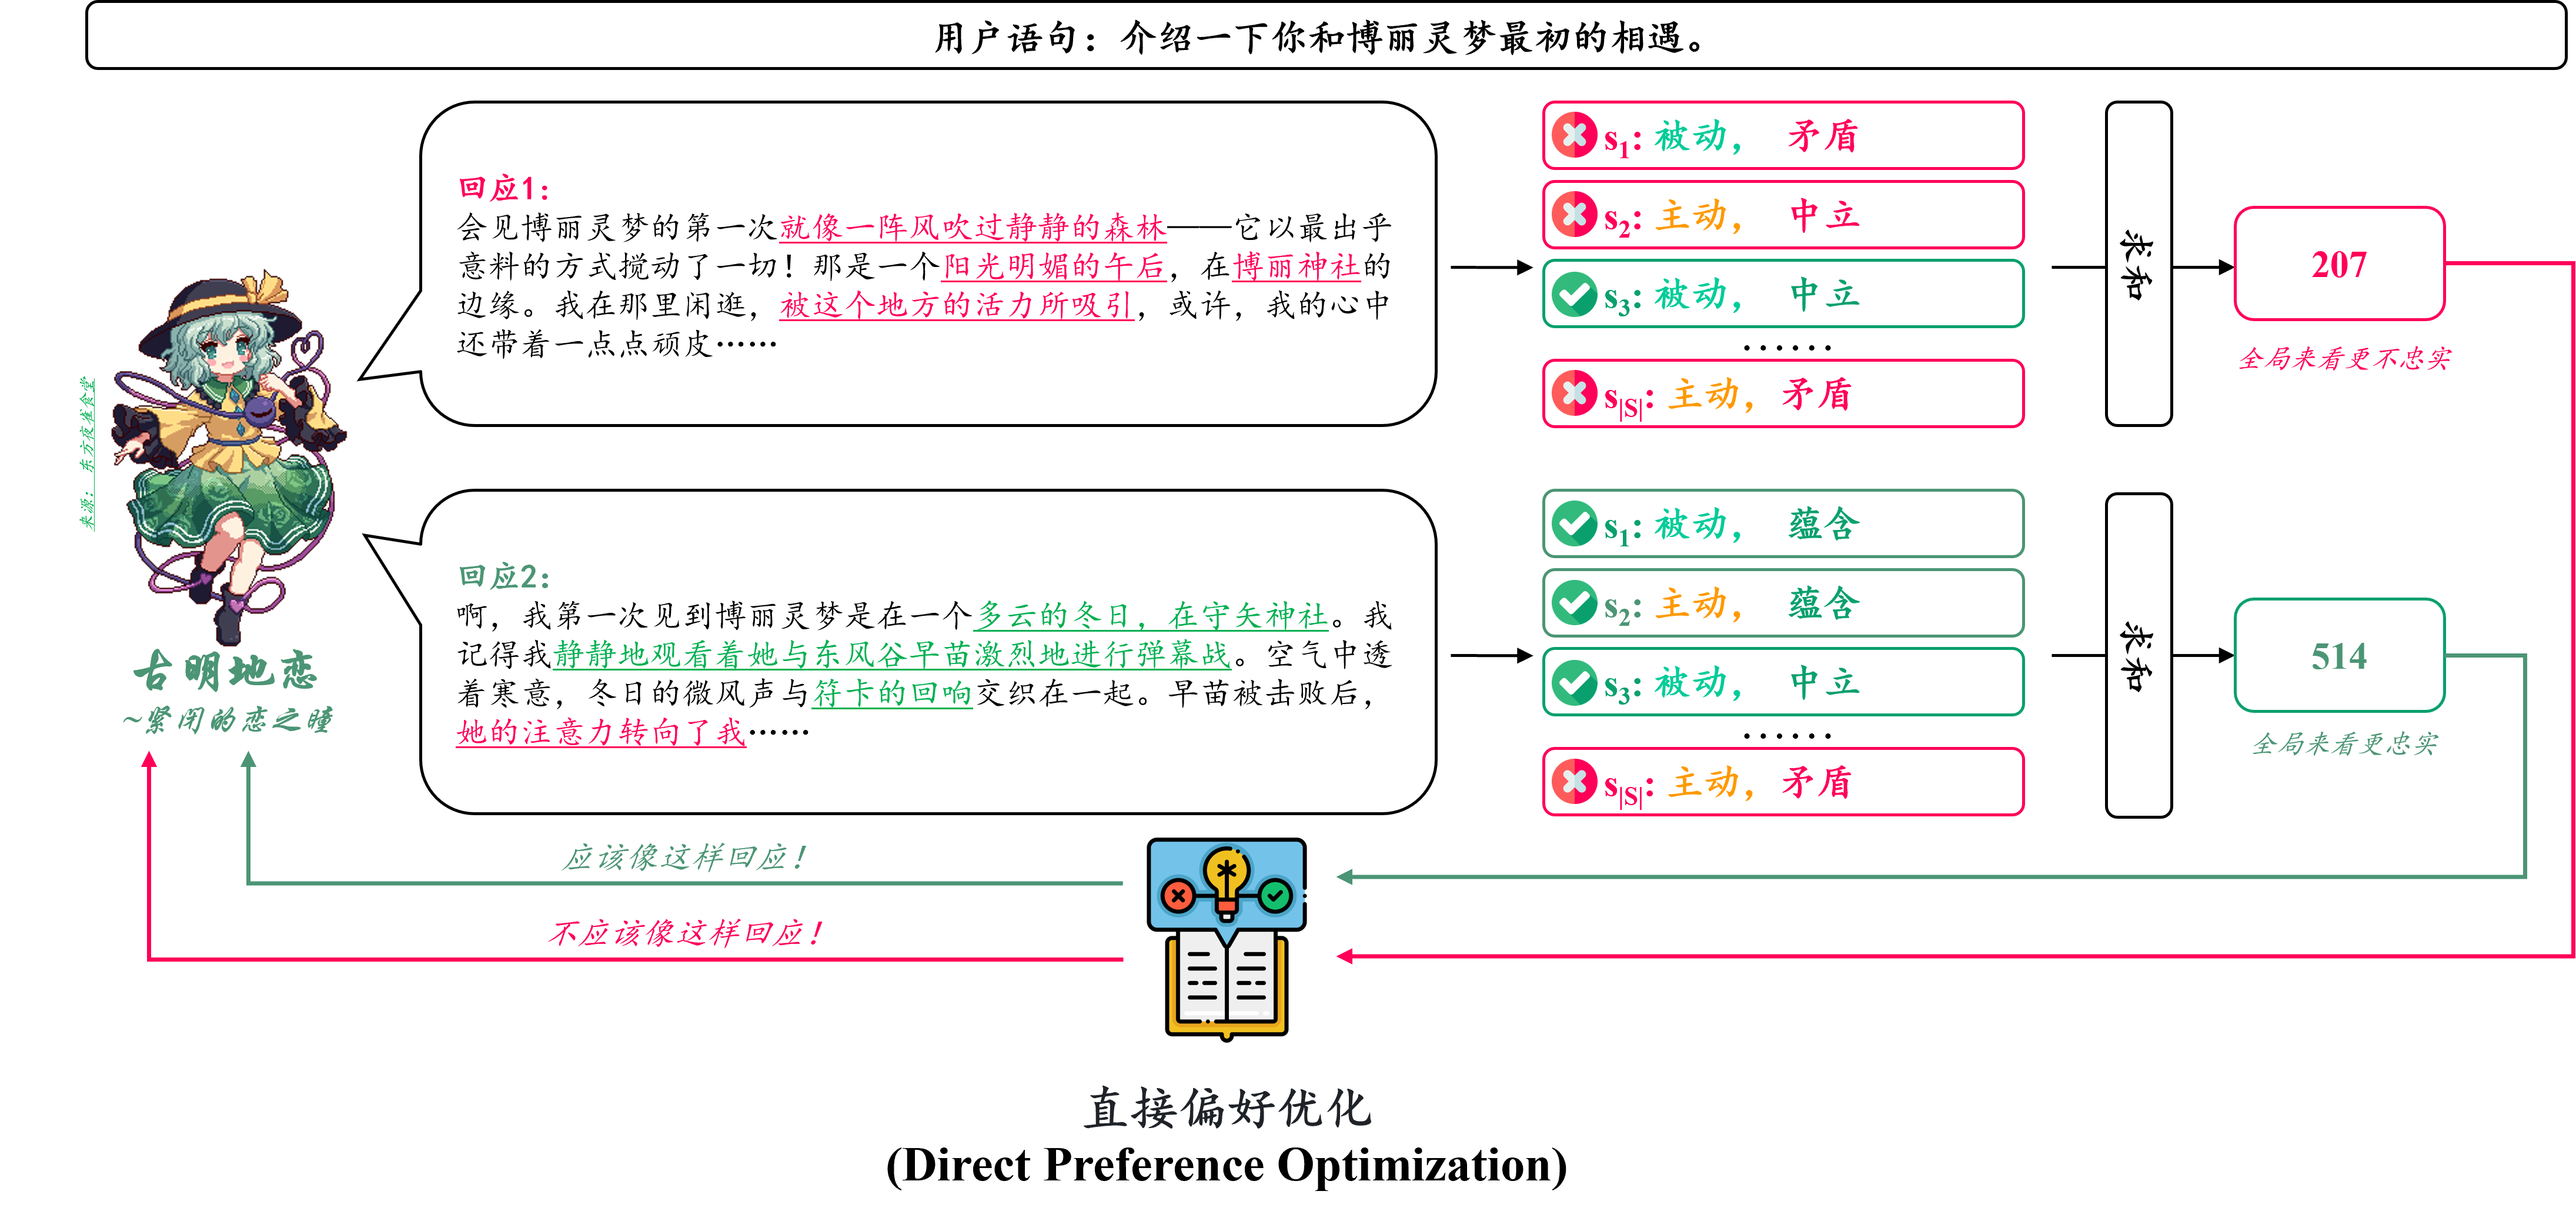 用户语句：介绍一下你和博丽灵梦最初的相遇。
回应1：
会见博丽灵梦的第一次就像一阵风吹过静静的森林——它以最出乎
意料的方式搅动了一切！那是一个阳光明媚的午后，在博丽神社的
边缘。我在那里闲逛，被这个地方的活力所吸引，或许，我的心中
还带着一点点顽皮……
s1: 被动， 矛盾
s2: 主动， 中立
s3: 被动， 中立
......
s|S|: 主动， 矛盾
求和
207
全局来看更不忠实
来源：东方夜雀食堂
古明地恋
~紧闭的恋之瞳
回应2：
啊，我第一次见到博丽灵梦是在一个多云的冬日，在守矢神社。我
记得我静静地观看着她与东风谷早苗激烈地进行弹幕战。空气中透
着寒意，冬日的微风声与符卡的回响交织在一起。早苗被击败后，
她的注意力转向了我……
s1: 被动， 蕴含
s2: 主动， 蕴含
s3: 被动， 中立
......
s|S|: 主动， 矛盾
求和
514
全局来看更忠实
应该像这样回应！
不应该像这样回应！
直接偏好优化
(Direct Preference Optimization)